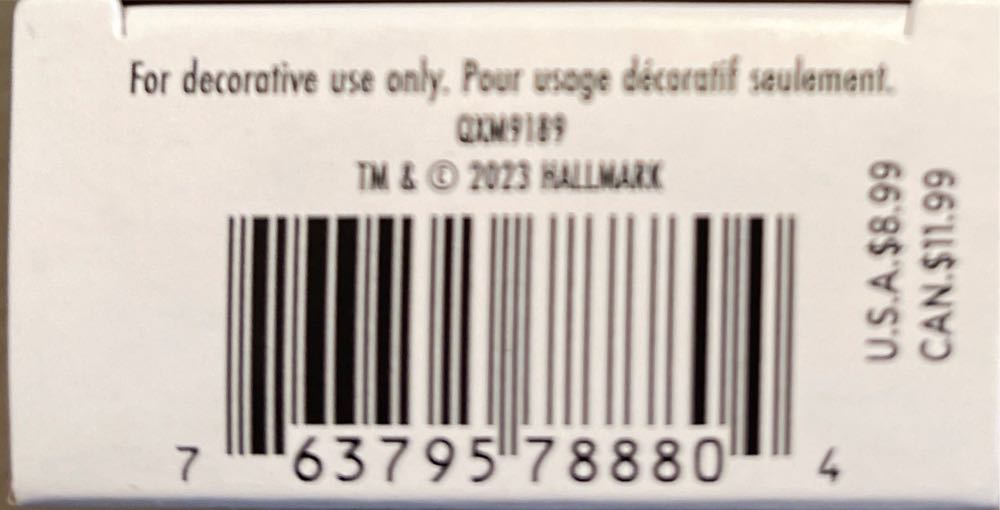 For decorative use only. Pour usage décoratif seulement.
QXM9189
TM & © 2023 HALLMARK
U.S.A.$8.99
CAN.$11.99
7 63795 78880 4